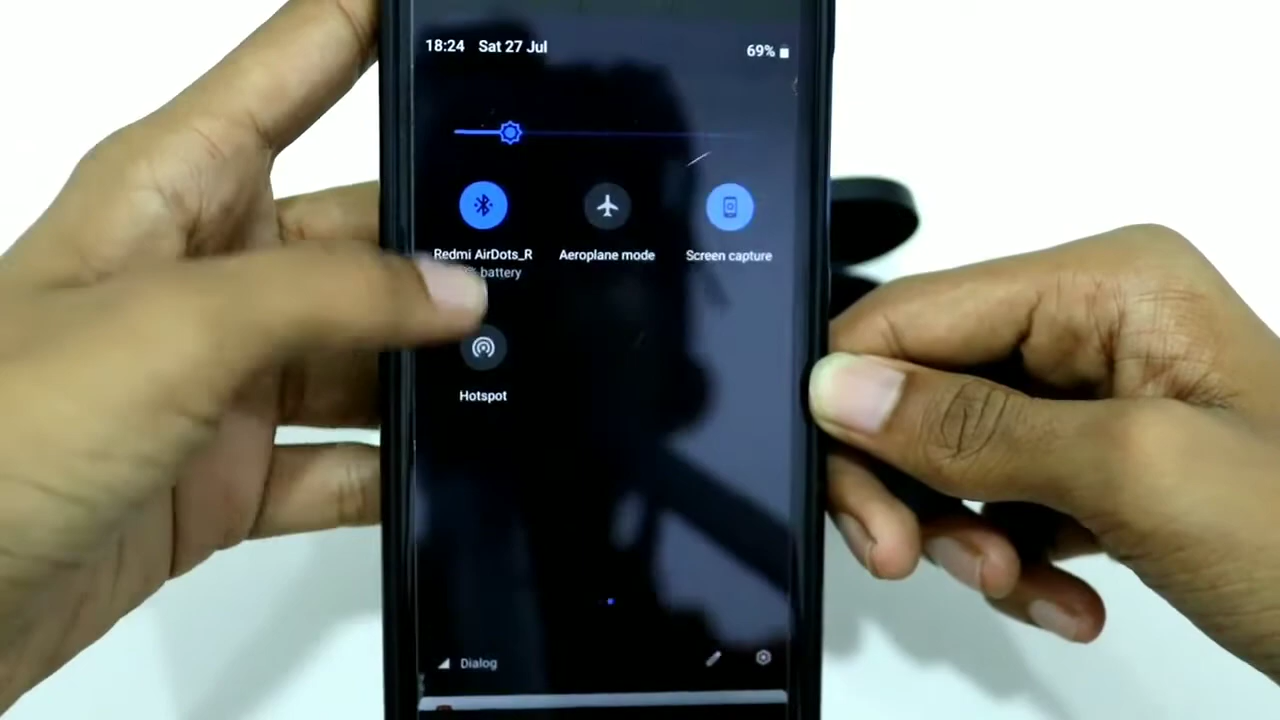 18:24 Sat 27 Jul 69%
Redmi AirDots_R Aeroplane mode Screen capture
% battery
Hotspot
Dialog